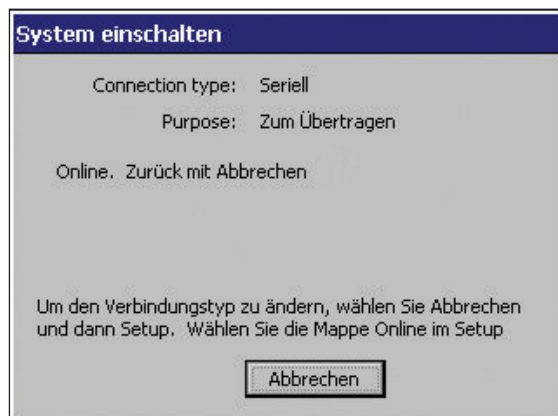 System einschalten
Connection type: Seriell
Purpose: Zum Übertragen
Online. Zurück mit Abbrechen
Um den Verbindungstyp zu ändern, wählen Sie Abbrechen
und dann Setup. Wählen Sie die Mappe Online im Setup
Abbrechen